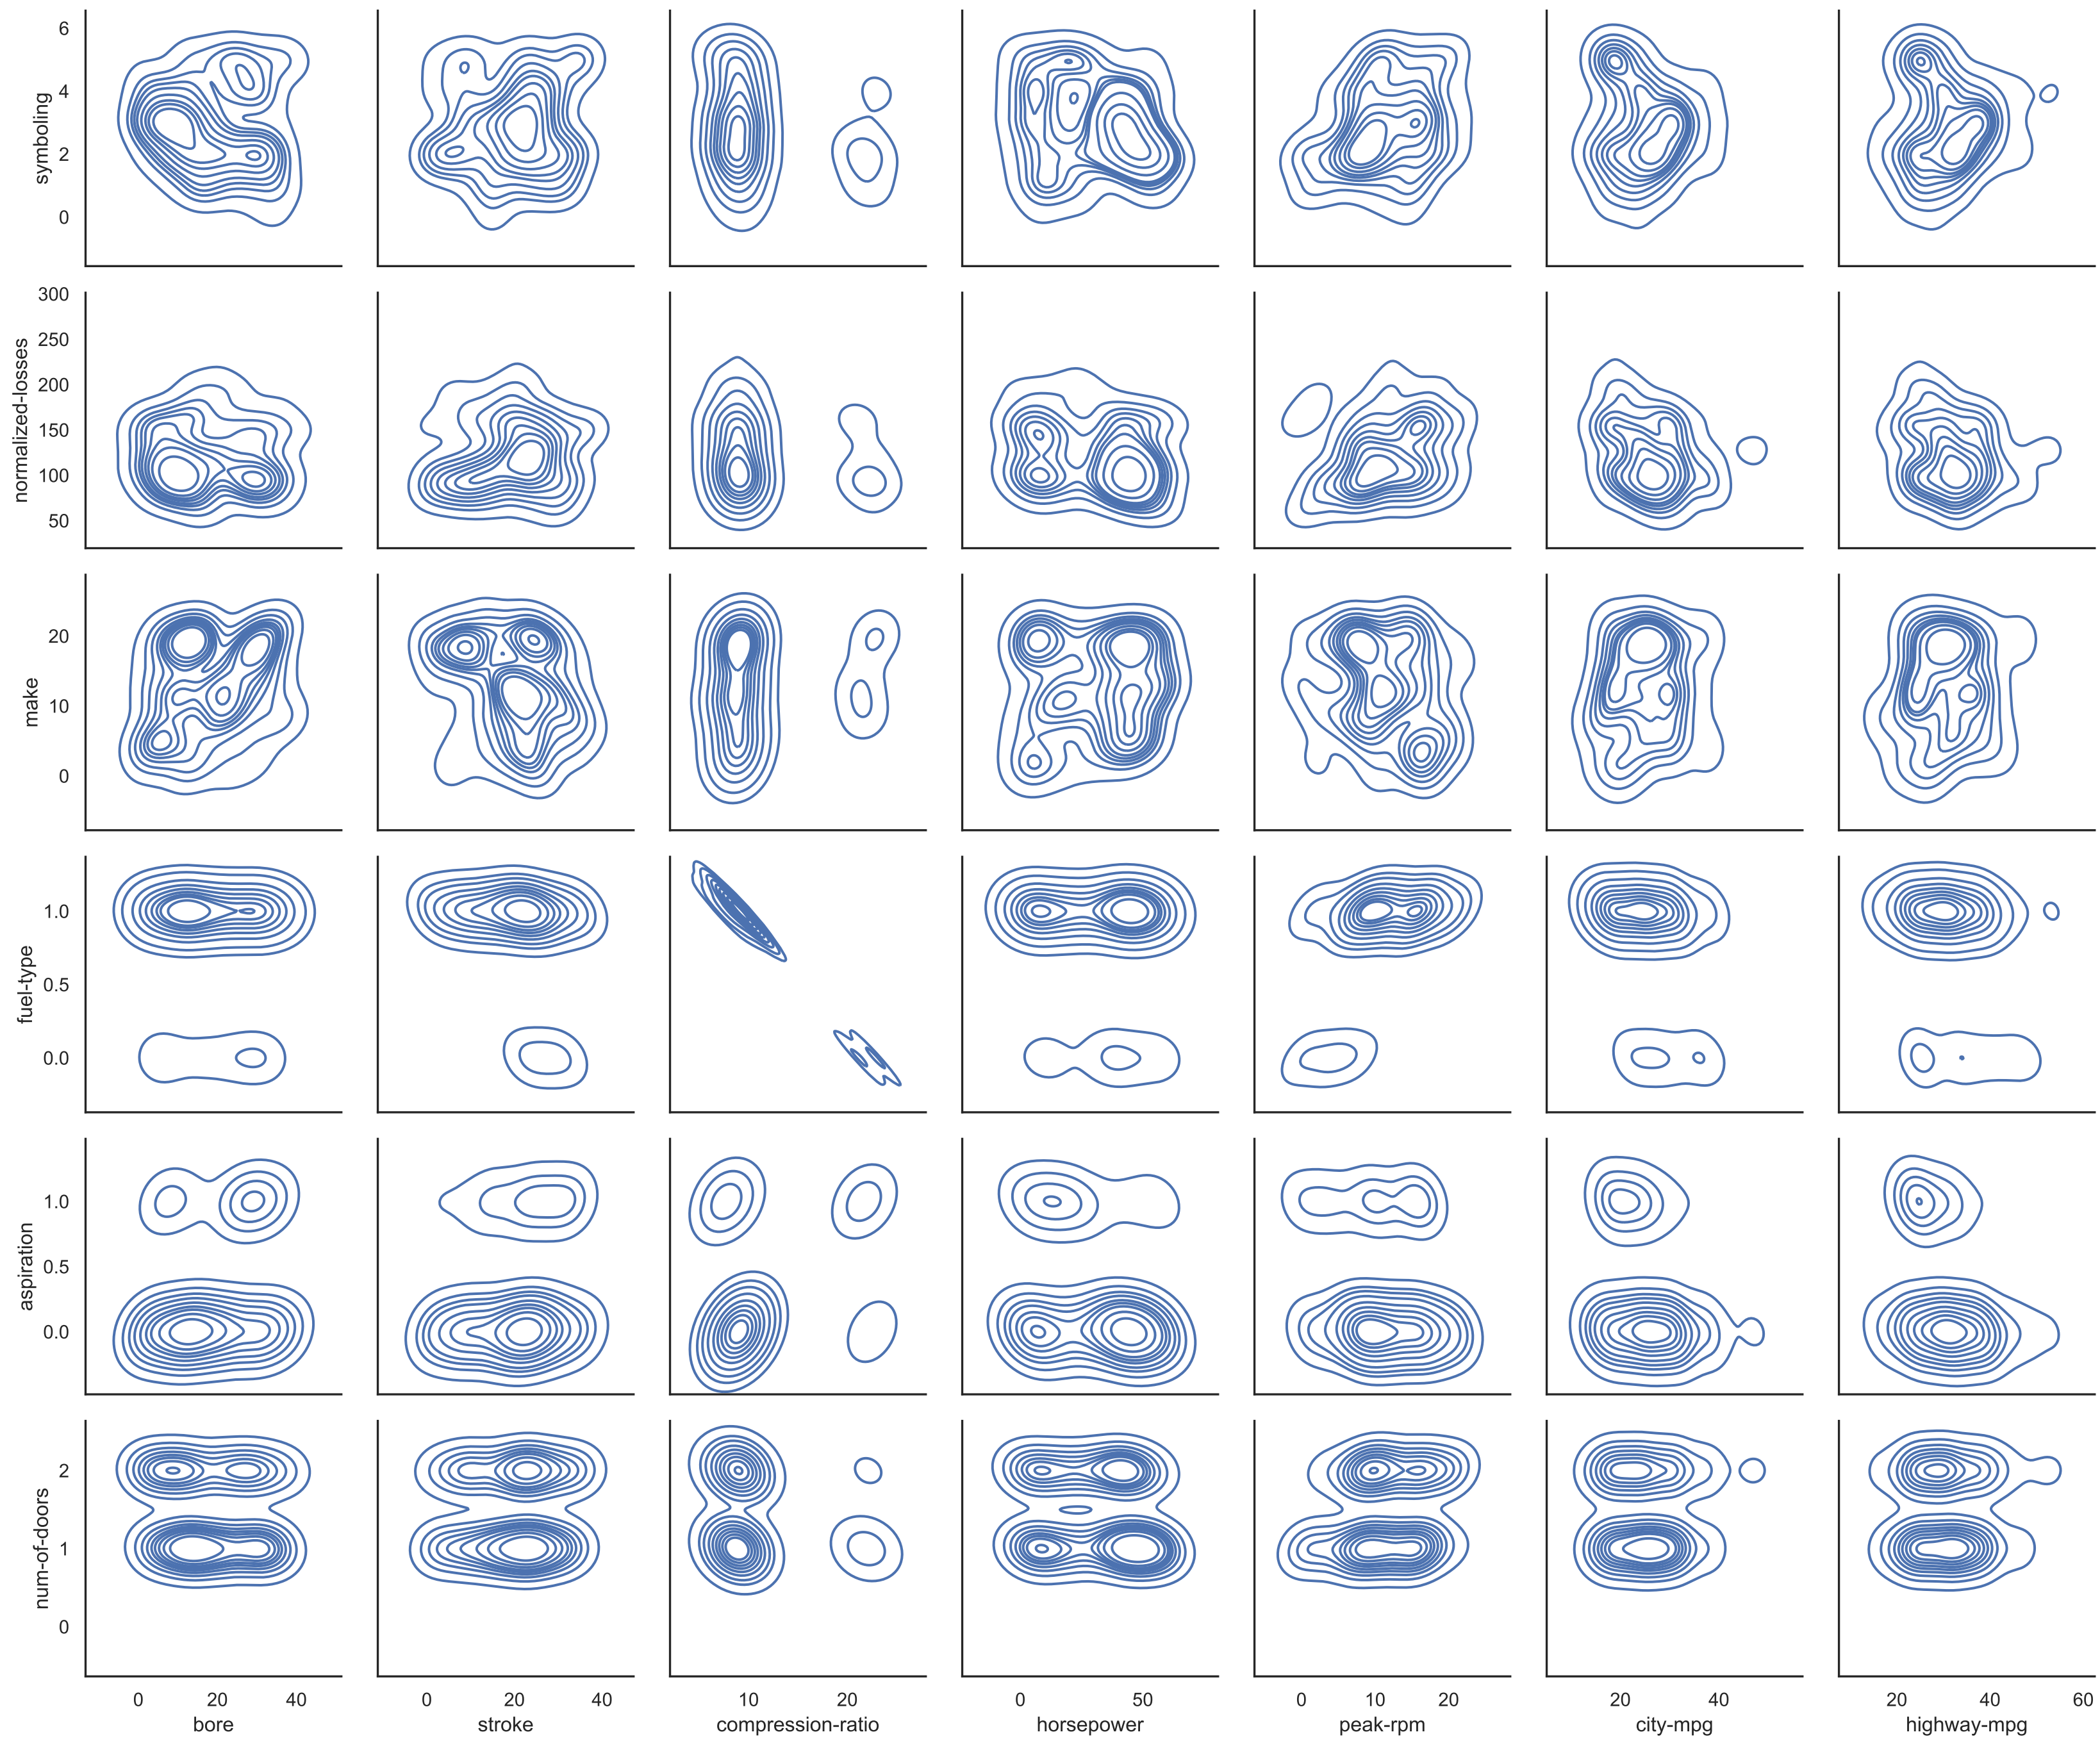 6
4
2
0
symboling
300
250
200
150
100
50
normalized-losses
20
10
0
make
1.0
0.5
0.0
fuel-type
1.0
0.5
0.0
aspiration
2
1
0
num-of-doors
0 20 40 0 20 40 10 20 0 50 0 10 20 20 40 20 40 60
bore stroke compression-ratio horsepower peak-rpm city-mpg highway-mpg